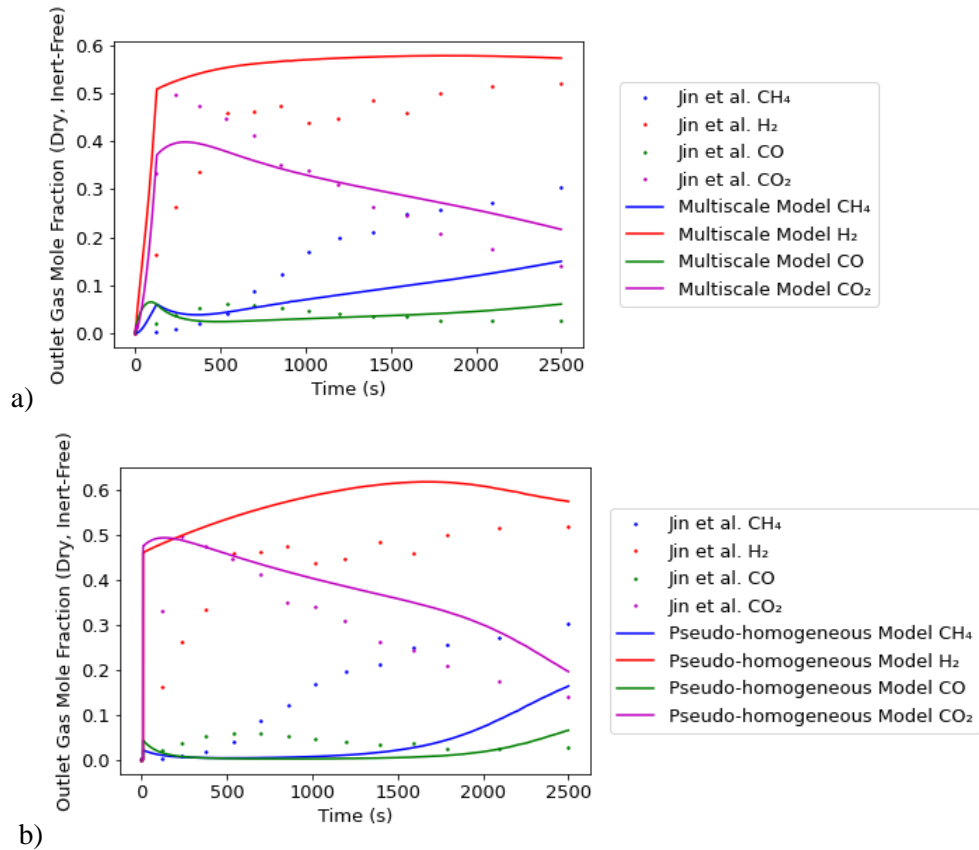 Outlet Gas Mole Fraction (Dry, Inert-Free)
0.6
0.5
0.4
0.3
0.2
0.1
0.0
0
500
1000
1500
2000
2500
Time (s)
Jin et al. CH₄
Jin et al. H₂
Jin et al. CO
Jin et al. CO₂
Multiscale Model CH₄
Multiscale Model H₂
Multiscale Model CO
Multiscale Model CO₂
a)
Outlet Gas Mole Fraction (Dry, Inert-Free)
0.6
0.5
0.4
0.3
0.2
0.1
0.0
0
500
1000
1500
2000
2500
Time (s)
Jin et al. CH₄
Jin et al. H₂
Jin et al. CO
Jin et al. CO₂
Pseudo-homogeneous Model CH₄
Pseudo-homogeneous Model H₂
Pseudo-homogeneous Model CO
Pseudo-homogeneous Model CO₂
b)